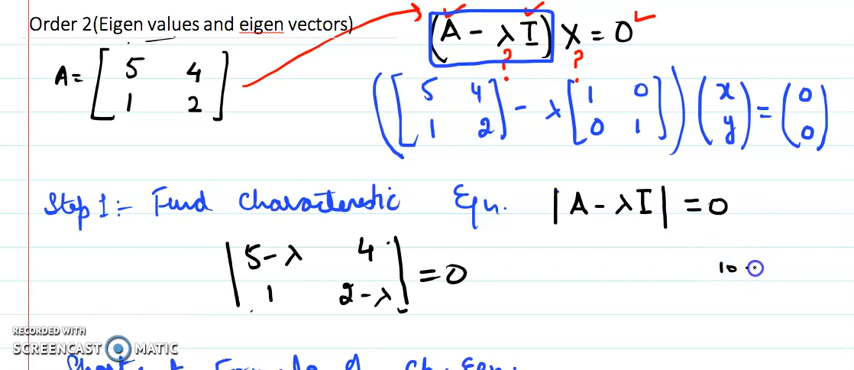 Order 2(Eigen values and eigen vectors)
(A - λI) X = 0
? ?
A = [ 5 4
1 2 ]
([ 5 4
1 2 ] - λ [ 1 0
0 1 ]) ( x
y ) = ( 0
0 )
Step 1:- Find characteristic Eqn. |A - λI| = 0
| 5-λ 4
1 2-λ | = 0
10
RECORDED WITH
SCREENCAST MATIC